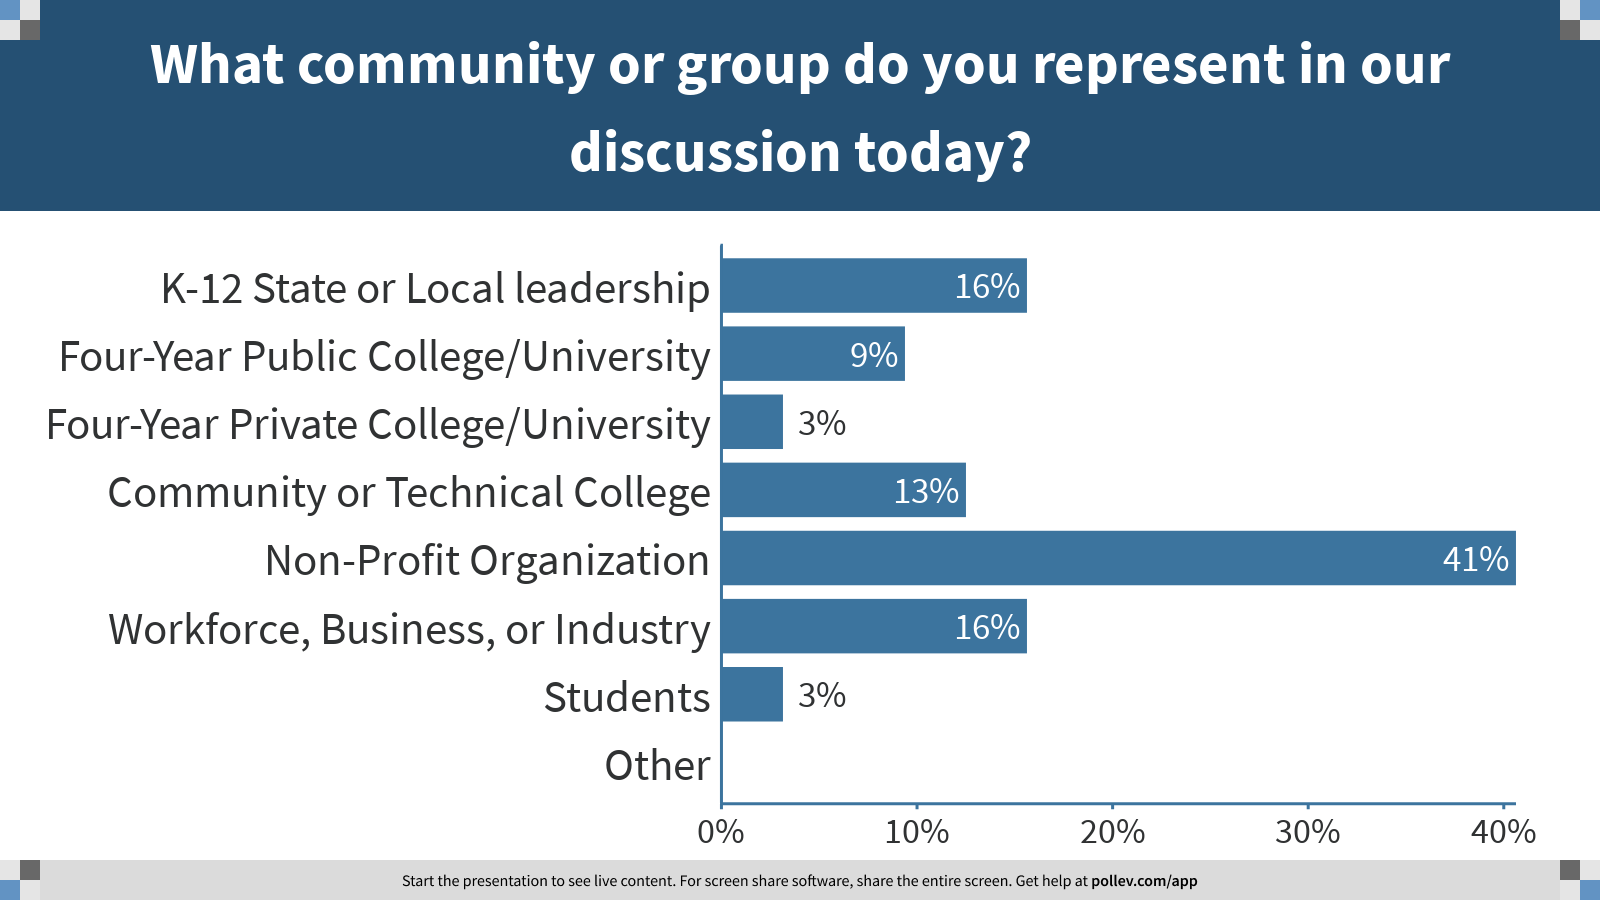 What community or group do you represent in our
discussion today?
K-12 State or Local leadership 16%
Four-Year Public College/University 9%
Four-Year Private College/University 3%
Community or Technical College 13%
Non-Profit Organization 41%
Workforce, Business, or Industry 16%
Students 3%
Other
0% 10% 20% 30% 40%
Start the presentation to see live content. For screen share software, share the entire screen. Get help at pollev.com/app